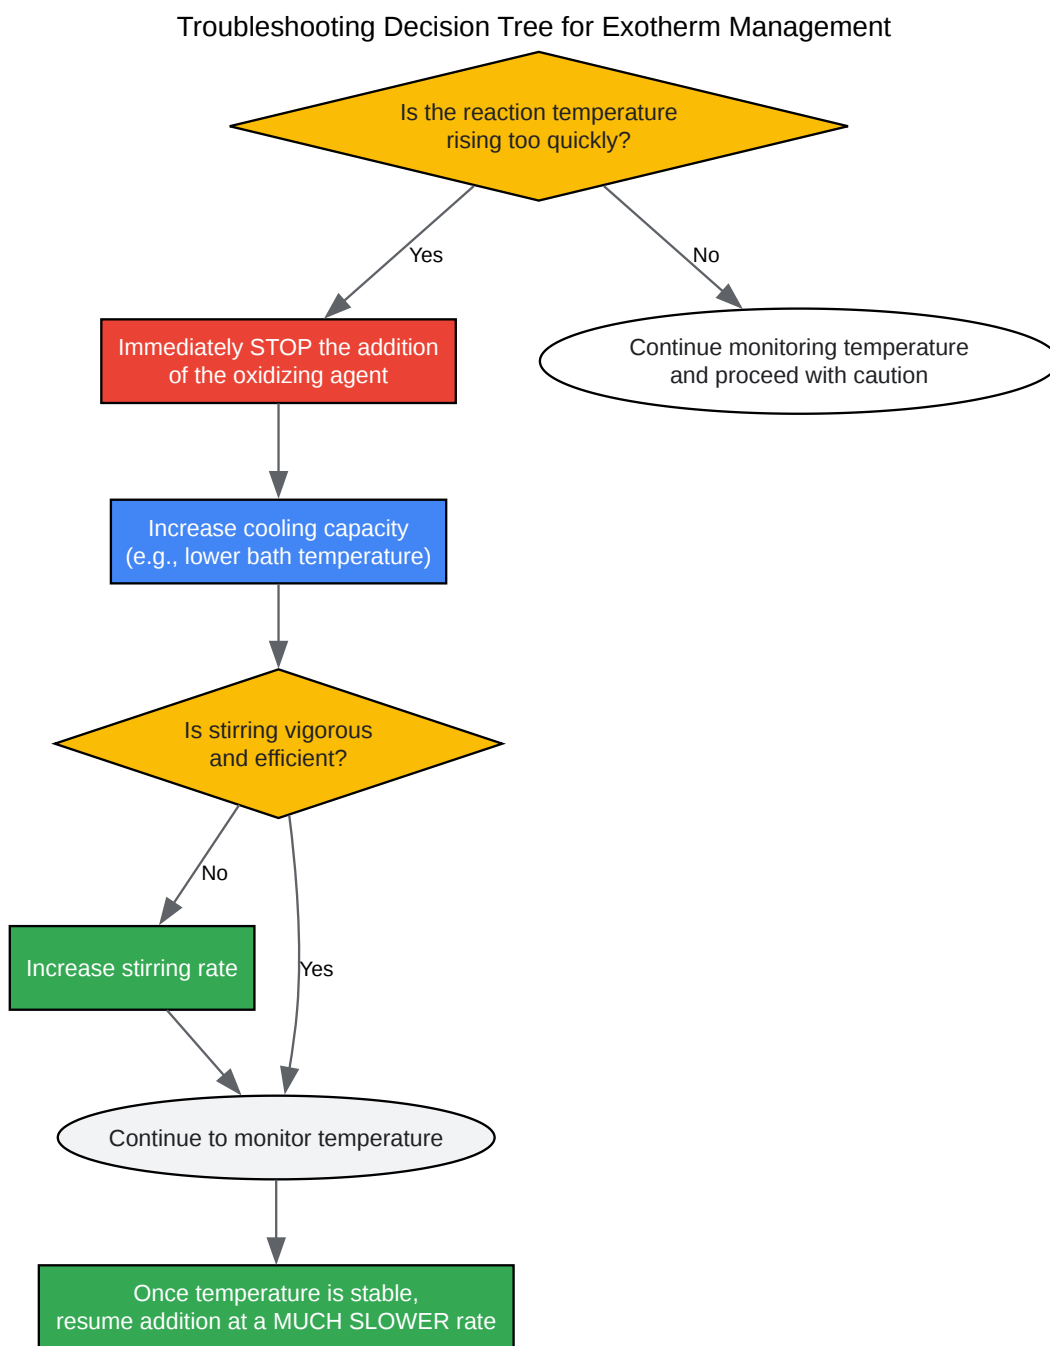 Troubleshooting Decision Tree for Exotherm Management
Is the reaction temperature
rising too quickly?
Yes
No
Immediately STOP the addition
of the oxidizing agent
Continue monitoring temperature
and proceed with caution
Increase cooling capacity
(e.g., lower bath temperature)
Is stirring vigorous
and efficient?
No
Increase stirring rate
Yes
Continue to monitor temperature
Once temperature is stable,
resume addition at a MUCH SLOWER rate